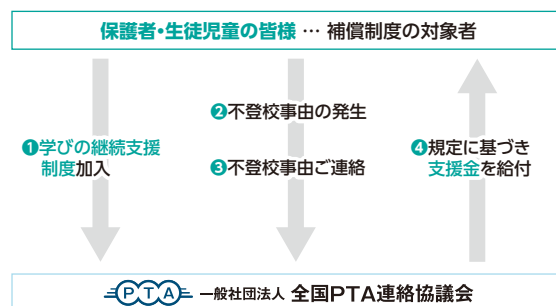 保護者・生徒児童の皆様 … 補償制度の対象者
❶学びの継続支援
制度加入
❷不登校事由の発生
❸不登校事由ご連絡
❹規定に基づき
支援金を給付
PTA 一般社団法人 全国PTA連絡協議会